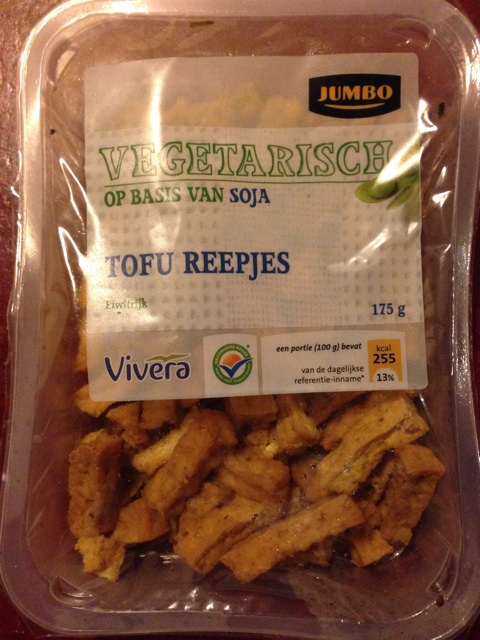 JUMBO
VEGETARISCH
OP BASIS VAN SOJA
TOFU REEPJES
Eiwitrijk
175 g
Vivera
een portie (100 g) bevat
kcal
255
van de dagelijkse
referentie-inname*
13%